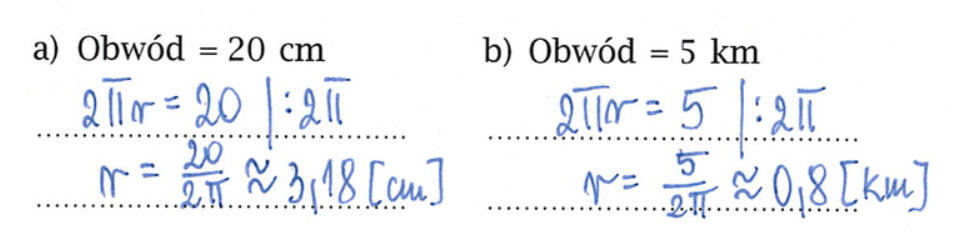 a) Obwód = 20 cm
2πr = 20 |:2π
r = 20/2π ≈ 3,18 [cm]
b) Obwód = 5 km
2πr = 5 |:2π
r = 5/2π ≈ 0,8 [km]